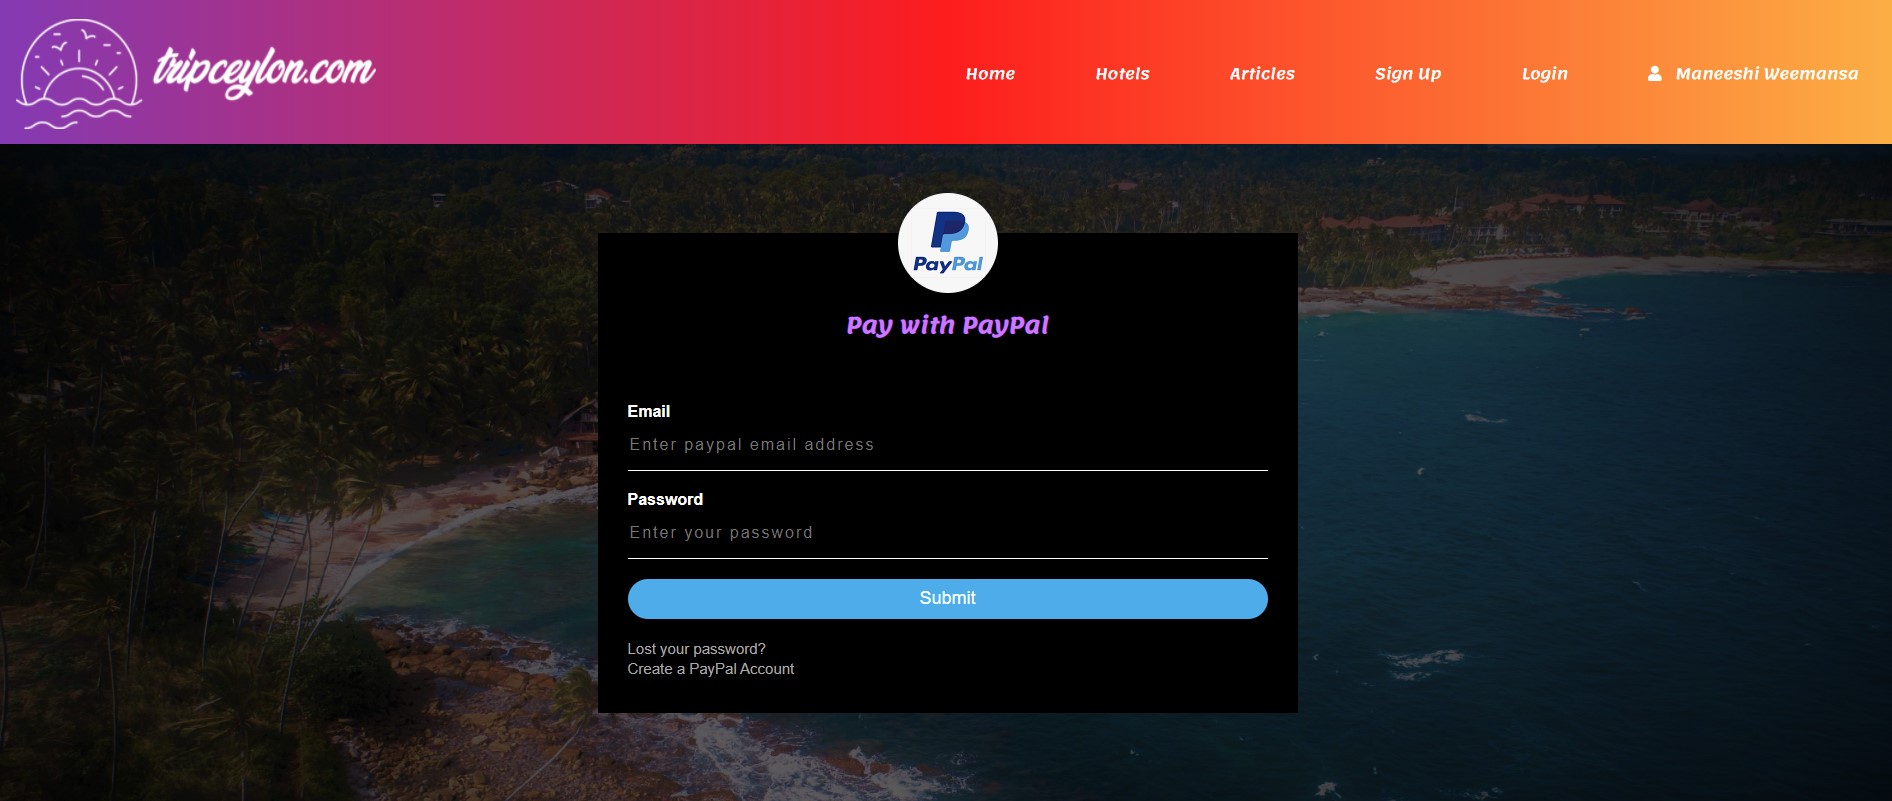 tripceylon.com
Home Hotels Articles Sign Up Login Maneeshi Weemansa
PayPal
Pay with PayPal
Email
Enter paypal email address
Password
Enter your password
Submit
Lost your password?
Create a PayPal Account